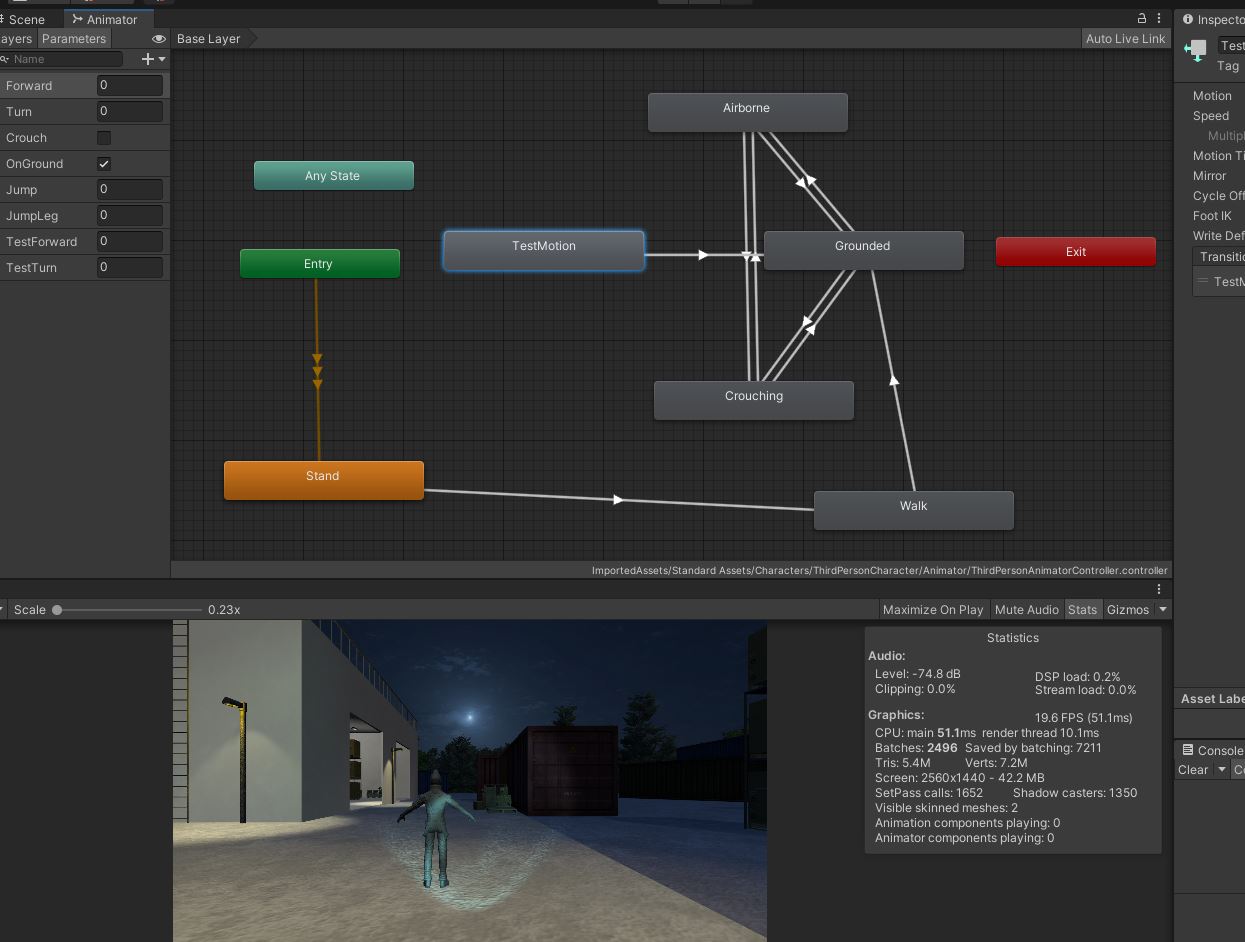 Scene
Animator
ayers
Parameters
Base Layer
Auto Live Link
Name
Forward 0
Turn 0
Crouch
OnGround
Jump 0
JumpLeg 0
TestForward 0
TestTurn 0
Airborne
Any State
TestMotion
Grounded
Entry
Exit
Crouching
Stand
Walk
ImportedAssets/Standard Assets/Characters/ThirdPersonCharacter/Animator/ThirdPersonAnimatorController.controller
Inspecto
Test
Tag
Motion
Speed
Multipl
Motion Ti
Mirror
Cycle Off
Foot IK
Write Def
Transitio
TestM
Scale 0.23x
Maximize On Play Mute Audio Stats Gizmos
Statistics
Audio:
Level: -74.8 dB DSP load: 0.2%
Clipping: 0.0% Stream load: 0.0%
Graphics: 19.6 FPS (51.1ms)
CPU: main 51.1ms render thread 10.1ms
Batches: 2496 Saved by batching: 7211
Tris: 5.4M Verts: 7.2M
Screen: 2560x1440 - 42.2 MB
SetPass calls: 1652 Shadow casters: 1350
Visible skinned meshes: 2
Animation components playing: 0
Animator components playing: 0
Asset Labe
Console
Clear